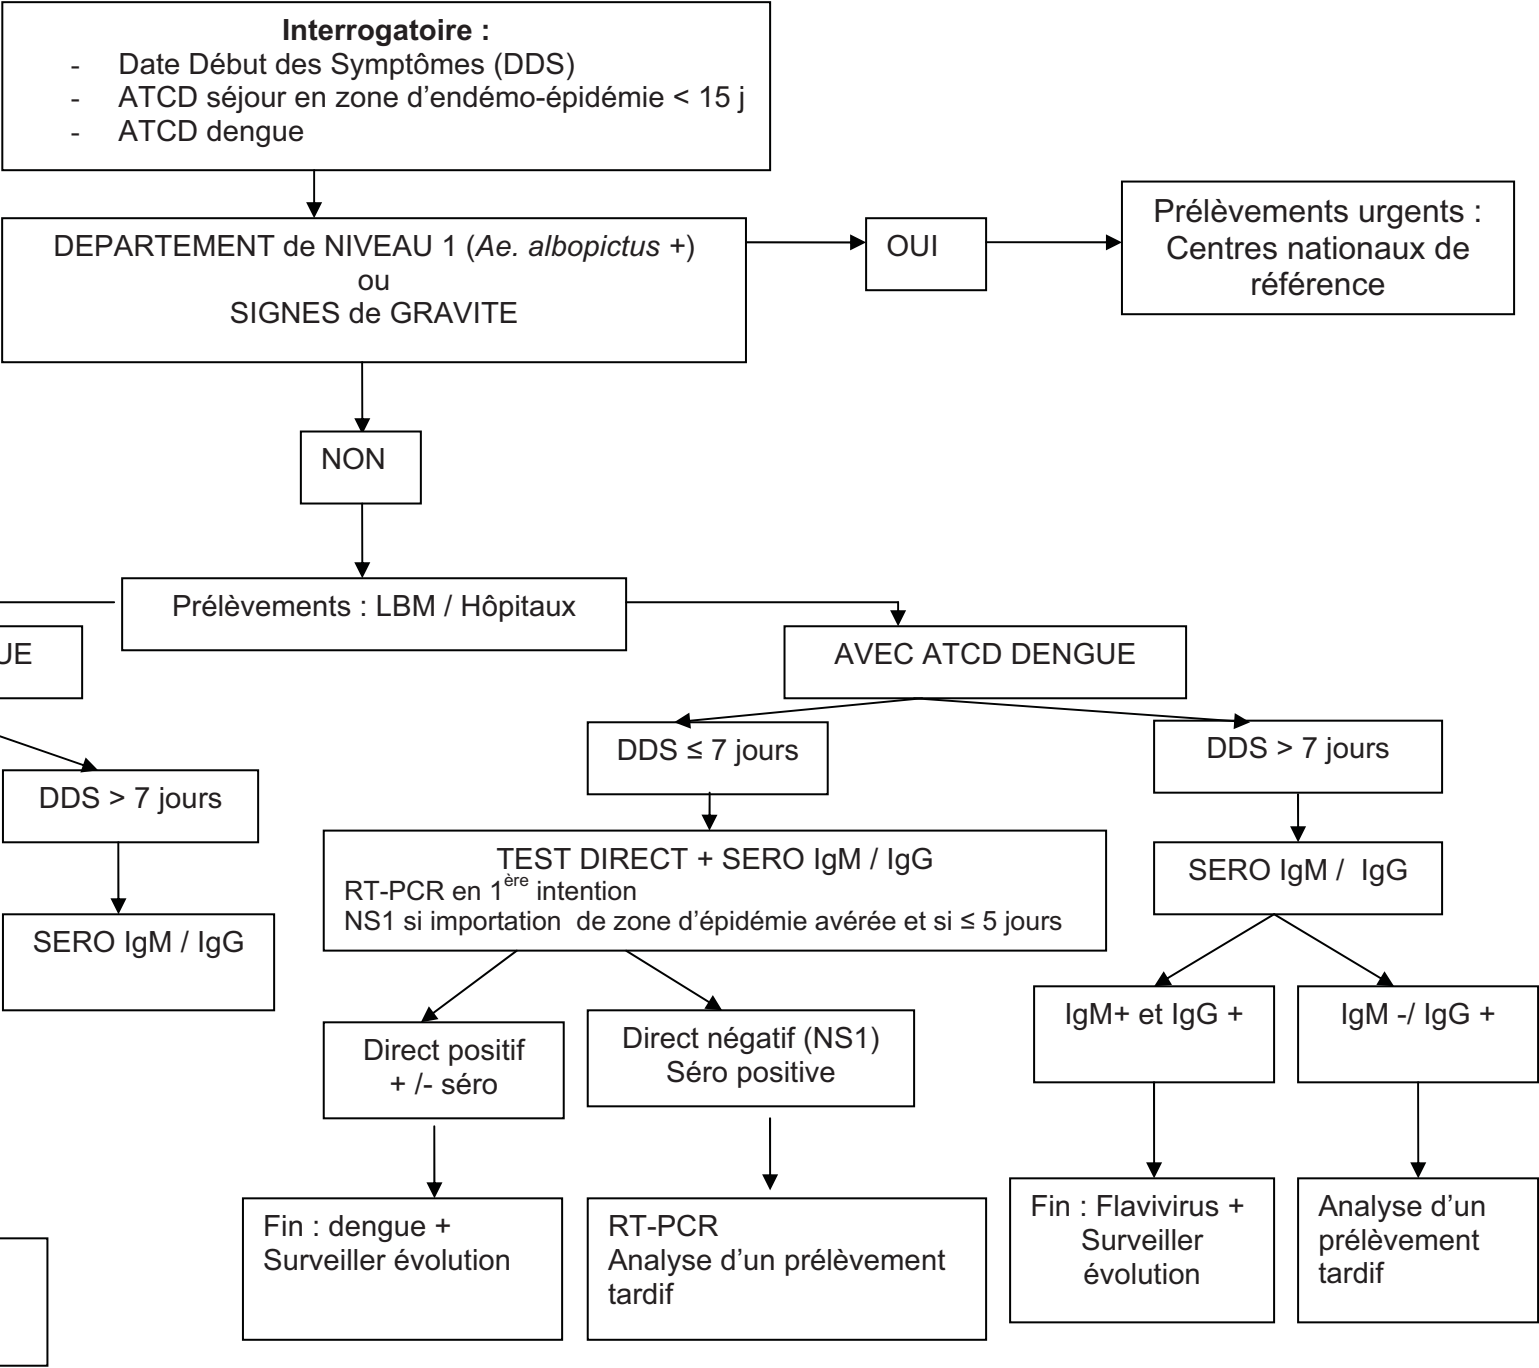 Interrogatoire :
- Date Début des Symptômes (DDS)
- ATCD séjour en zone d’endémo-épidémie < 15 j
- ATCD dengue
DEPARTEMENT de NIVEAU 1 (Ae. albopictus +)
ou
SIGNES de GRAVITE
OUI
Prélèvements urgents :
Centres nationaux de
référence
NON
Prélèvements : LBM / Hôpitaux
UE
AVEC ATCD DENGUE
DDS > 7 jours
SERO IgM / IgG
DDS ≤ 7 jours
TEST DIRECT + SERO IgM / IgG
RT-PCR en 1ère intention
NS1 si importation de zone d’épidémie avérée et si ≤ 5 jours
Direct positif
+ /- séro
Direct négatif (NS1)
Séro positive
Fin : dengue +
Surveiller évolution
RT-PCR
Analyse d’un prélèvement
tardif
DDS > 7 jours
SERO IgM / IgG
IgM+ et IgG +
IgM -/ IgG +
Fin : Flavivirus +
Surveiller
évolution
Analyse d’un
prélèvement
tardif